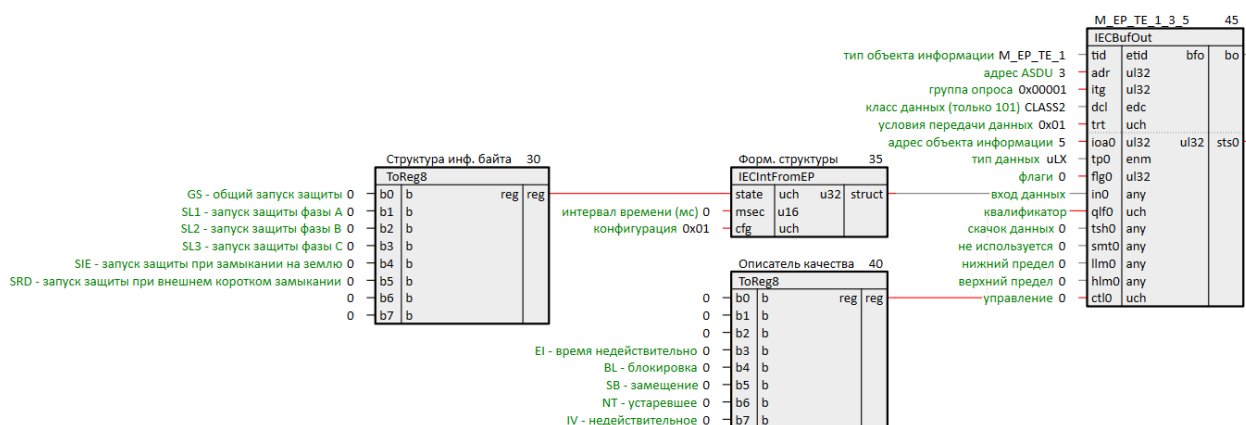 M_EP_TE_1_3_5 45
IECBufOut
тип объекта информации M_EP_TE_1 tid etid bfo bo
адрес ASDU 3 adr ul32
группа опроса 0x00001 itg ul32
класс данных (только 101) CLASS2 dcl edc
условия передачи данных 0x01 trt uch
адрес объекта информации 5 ioa0 ul32 ul32 sts0
тип данных uLX tp0 enm
флаги 0 flg0 ul32
вход данных in0 any
квалификатор qlf0 uch
скачок данных 0 tsh0 any
не используется 0 smt0 any
нижний предел 0 llm0 any
верхний предел 0 hlm0 any
управление 0 ctl0 uch
Структура инф. байта 30
ToReg8
GS - общий запуск защиты 0 b0 b reg reg
SL1 - запуск защиты фазы A 0 b1 b
SL2 - запуск защиты фазы B 0 b2 b
SL3 - запуск защиты фазы C 0 b3 b
SIE - запуск защиты при замыкании на землю 0 b4 b
SRD - запуск защиты при внешнем коротком замыкании 0 b5 b
0 b6 b
0 b7 b
Форм. структуры 35
IECIntFromEP
state uch u32 struct
интервал времени (мс) 0 msec u16
конфигурация 0x01 cfg uch
Описатель качества 40
ToReg8
0 b0 b reg reg
0 b1 b
0 b2 b
EI - время недействительно 0 b3 b
BL - блокировка 0 b4 b
SB - замещение 0 b5 b
NT - устаревшее 0 b6 b
IV - недействительное 0 b7 b